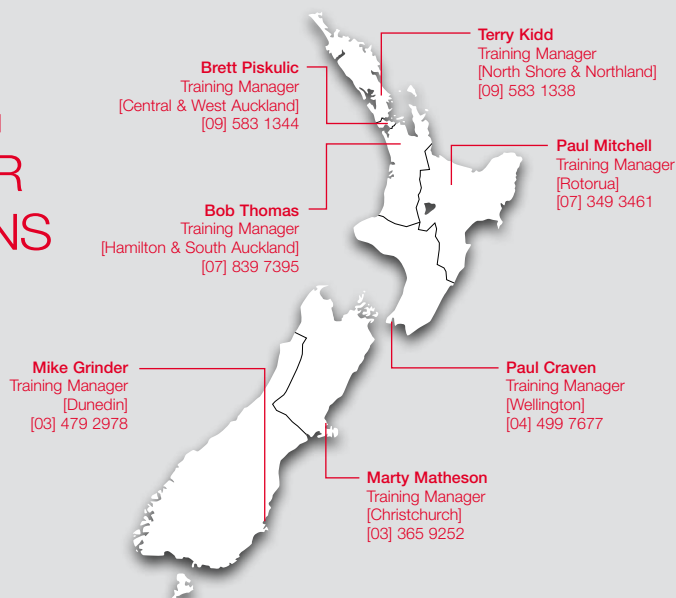 R
NS
Terry Kidd
Training Manager
[North Shore & Northland]
[09] 583 1338
Brett Piskulic
Training Manager
[Central & West Auckland]
[09] 583 1344
Paul Mitchell
Training Manager
[Rotorua]
[07] 349 3461
Bob Thomas
Training Manager
[Hamilton & South Auckland]
[07] 839 7395
Mike Grinder
Training Manager
[Dunedin]
[03] 479 2978
Paul Craven
Training Manager
[Wellington]
[04] 499 7677
Marty Matheson
Training Manager
[Christchurch]
[03] 365 9252